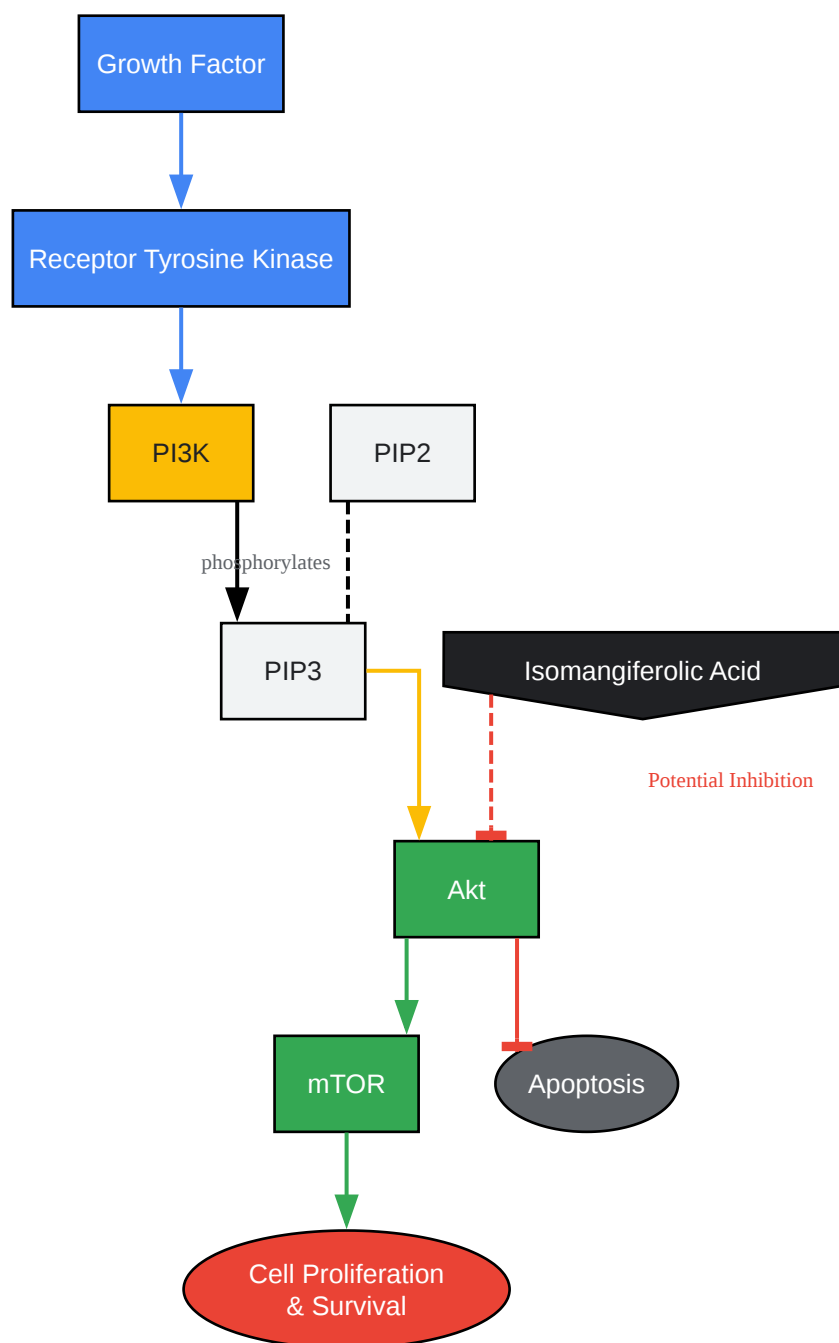 Growth Factor
Receptor Tyrosine Kinase
PI3K
PIP2
phosphorylates
PIP3
Isomangiferolic Acid
Potential Inhibition
Akt
mTOR
Apoptosis
Cell Proliferation
& Survival